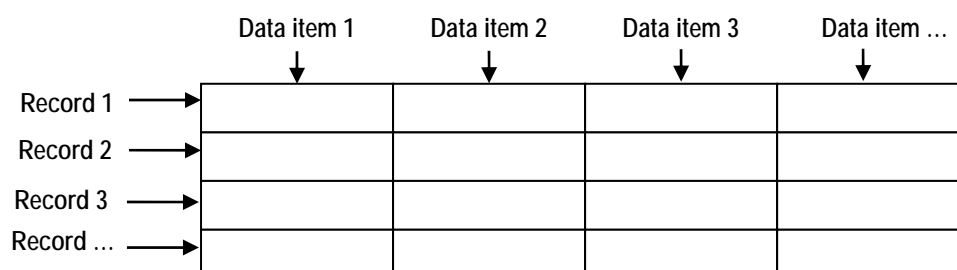 Data item 1 Data item 2 Data item 3 Data item …
Record 1
Record 2
Record 3
Record …